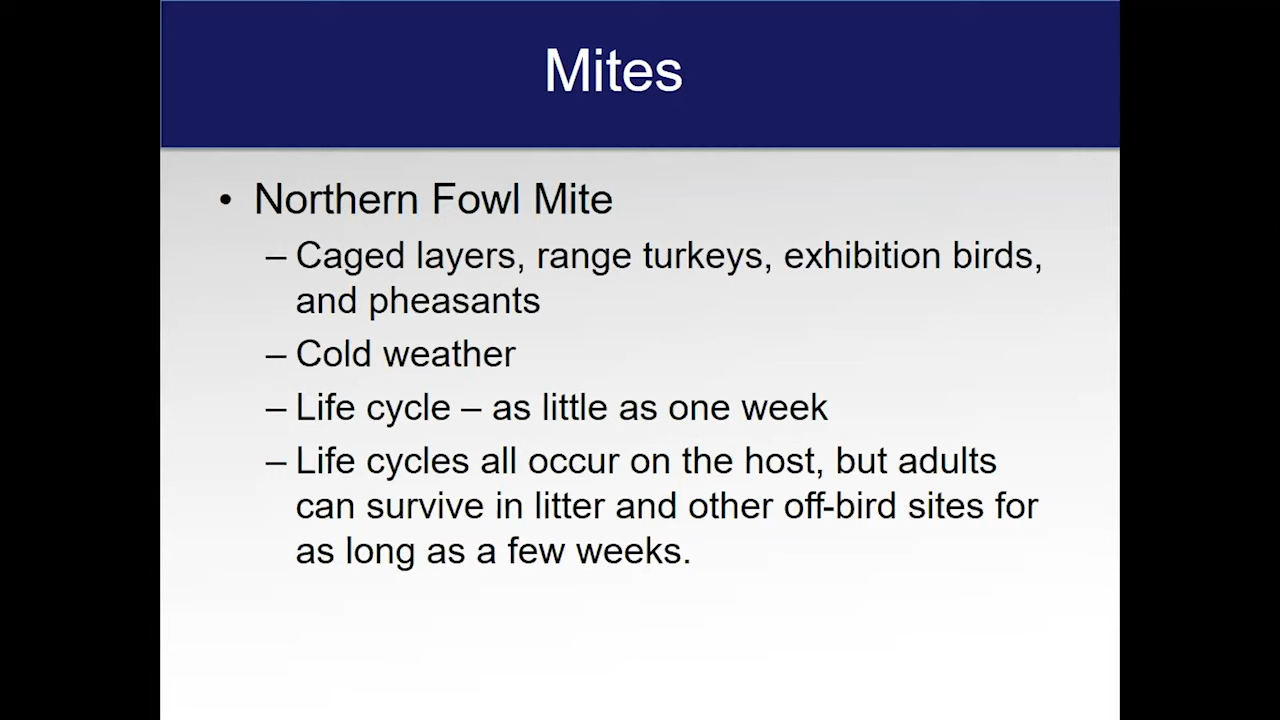 Mites
• Northern Fowl Mite
– Caged layers, range turkeys, exhibition birds,
and pheasants
– Cold weather
– Life cycle – as little as one week
– Life cycles all occur on the host, but adults
can survive in litter and other off-bird sites for
as long as a few weeks.